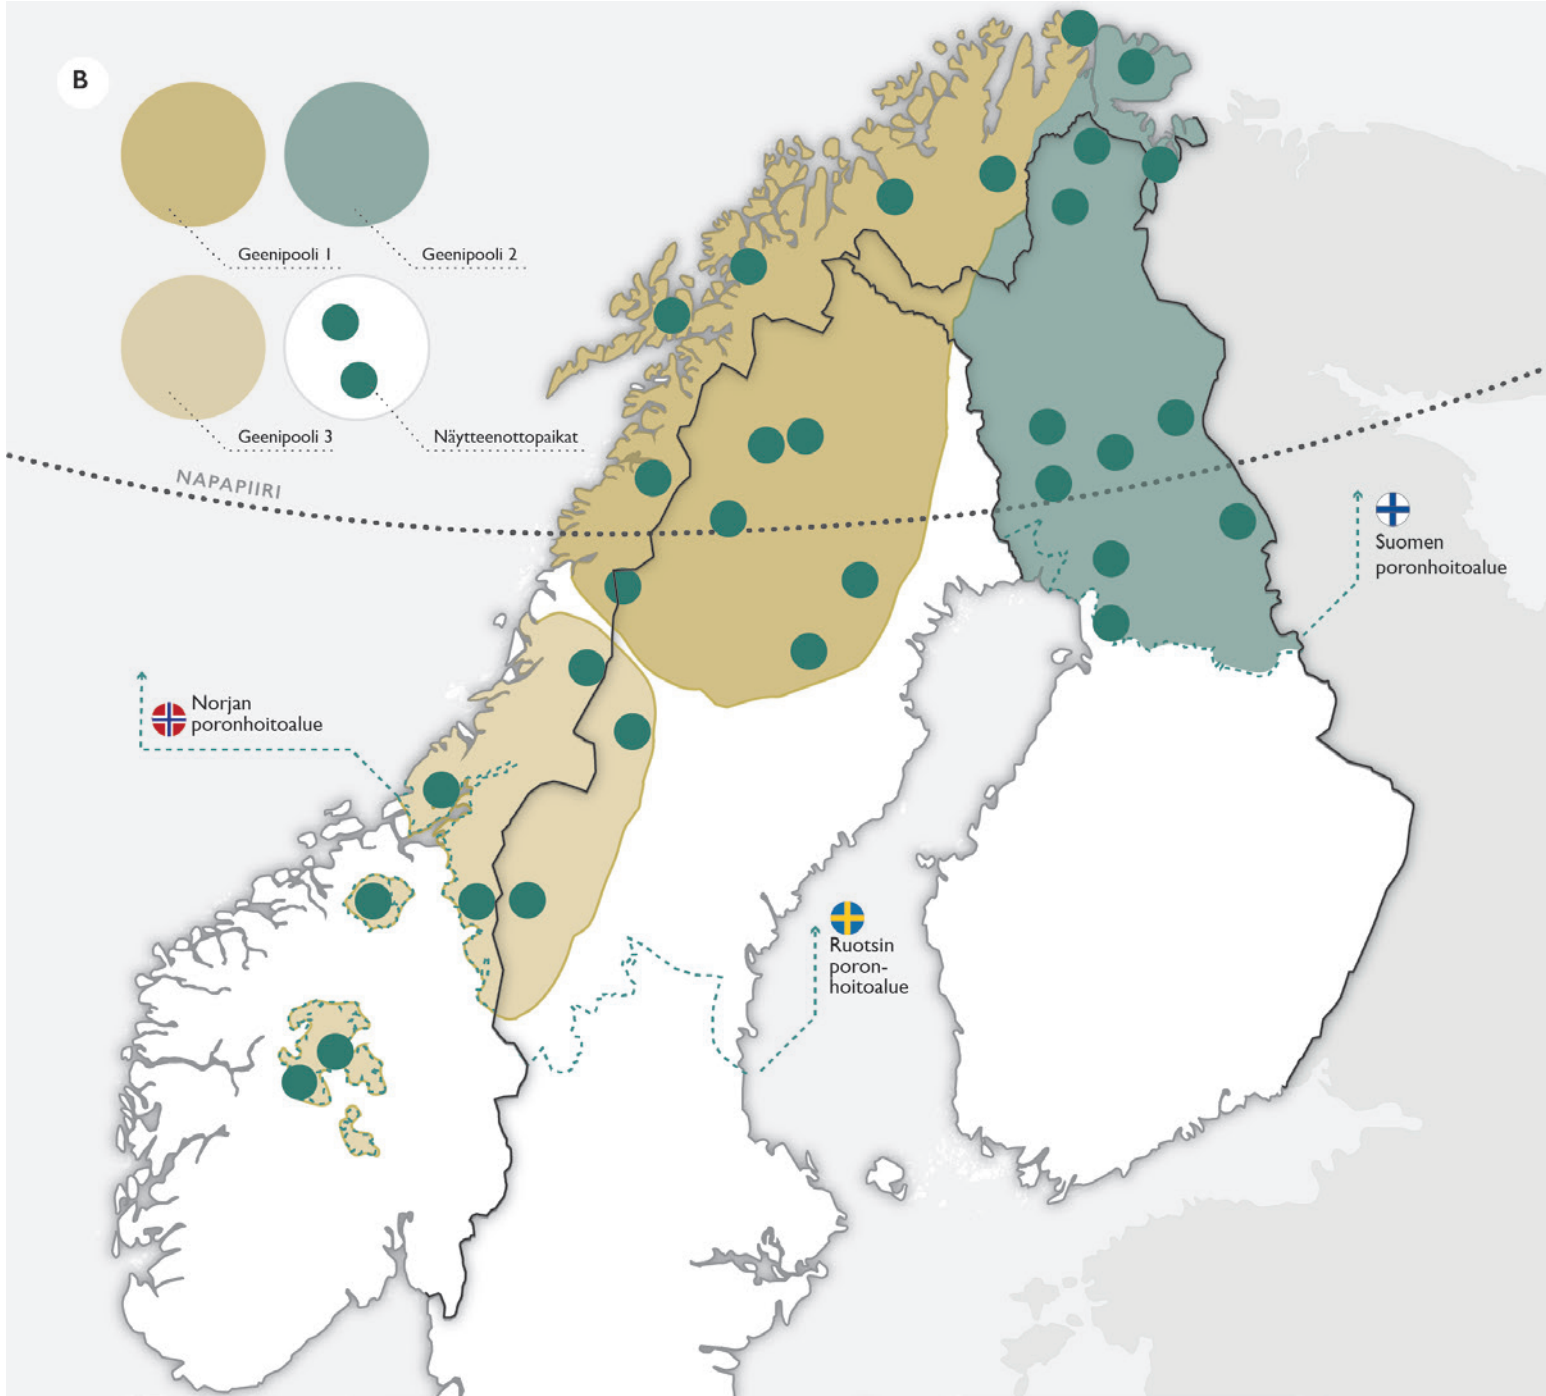 B
Geenipooli 1
Geenipooli 2
Geenipooli 3
Näytteenottopaikat
NAPAPIIRI
Suomen
poronhoitoalue
Norjan
poronhoitoalue
Ruotsin
poron-
hoitoalue